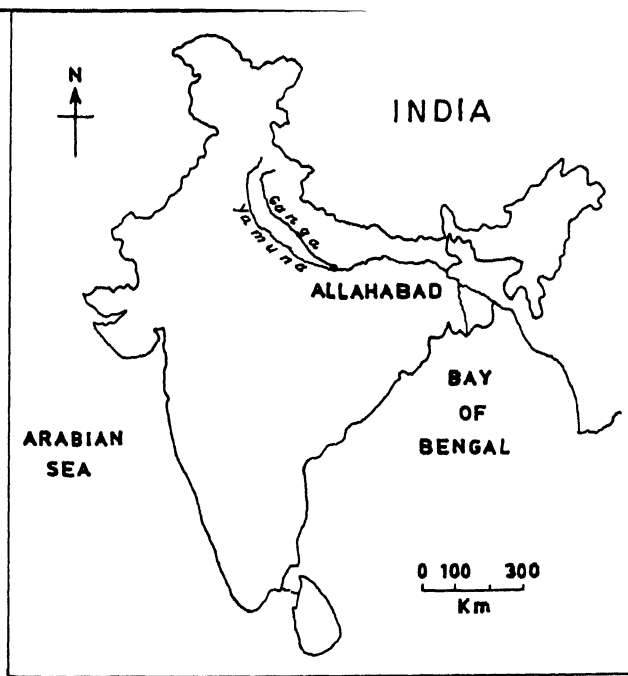 N
INDIA
Ganga
Yamuna
ALLAHABAD
BAY
OF
BENGAL
ARABIAN
SEA
0 100 300
Km